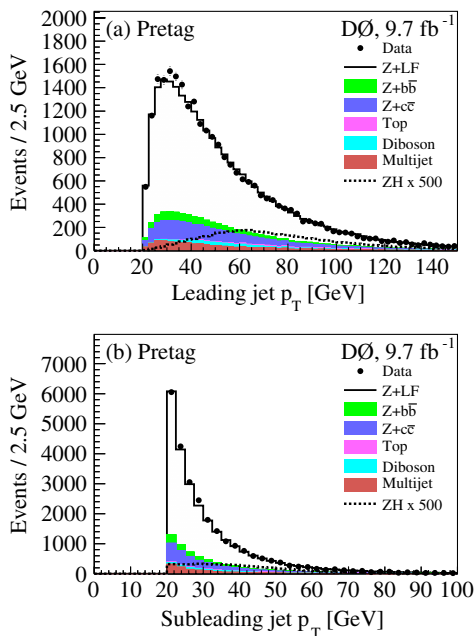 (a) Pretag
DØ, 9.7 fb⁻¹
Data
Z+LF
Z+bb̅
Z+cc̅
Top
Diboson
Multijet
ZH x 500
Events / 2.5 GeV
2000
1800
1600
1400
1200
1000
800
600
400
200
0
0 20 40 60 80 100 120 140
Leading jet p_T [GeV]
(b) Pretag
DØ, 9.7 fb⁻¹
Data
Z+LF
Z+bb̅
Z+cc̅
Top
Diboson
Multijet
ZH x 500
Events / 2.5 GeV
7000
6000
5000
4000
3000
2000
1000
0
0 10 20 30 40 50 60 70 80 90 100
Subleading jet p_T [GeV]